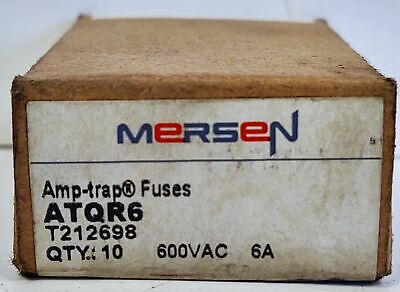 MERSEN
Amp-trap® Fuses
ATQR6
T212698
QTY.: 10 600VAC 6A